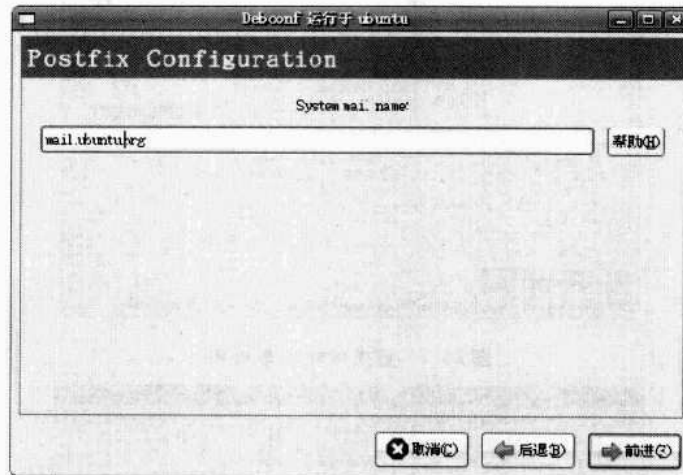 Debconf 运行于 ubuntu
Postfix Configuration
System mail name:
mail.ubuntu.org
帮助(H)
取消(C)
后退(B)
前进(F)